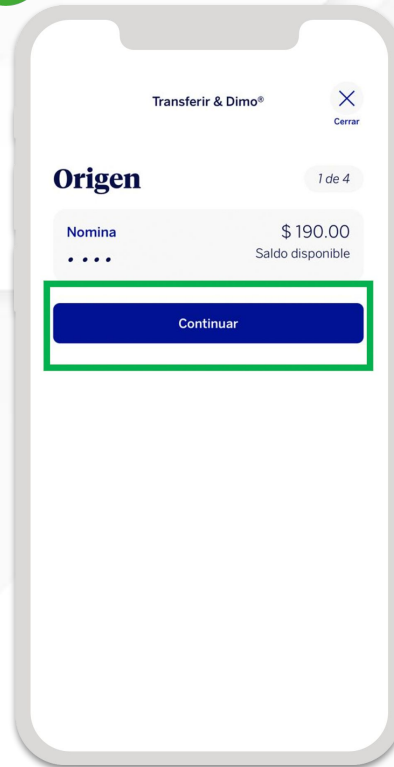 Transferir & Dimo®
Cerrar
Origen
1 de 4
Nomina
$ 190.00
• • • •
Saldo disponible
Continuar